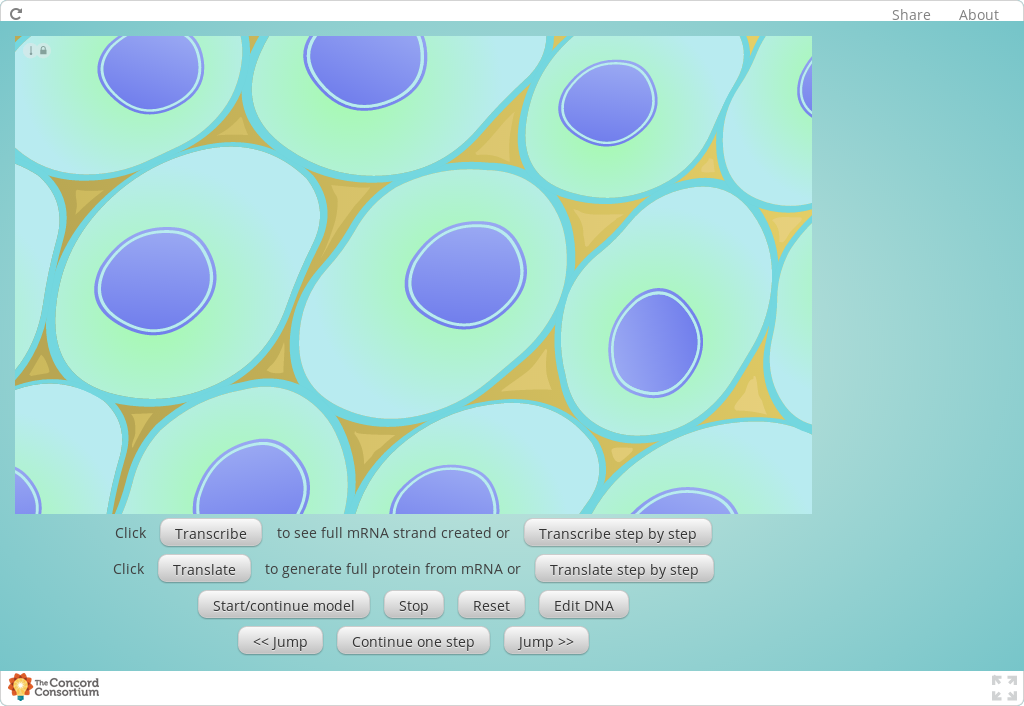 Share About
Click Transcribe to see full mRNA strand created or Transcribe step by step
Click Translate to generate full protein from mRNA or Translate step by step
Start/continue model Stop Reset Edit DNA
<< Jump Continue one step Jump >>
The Concord
Consortium